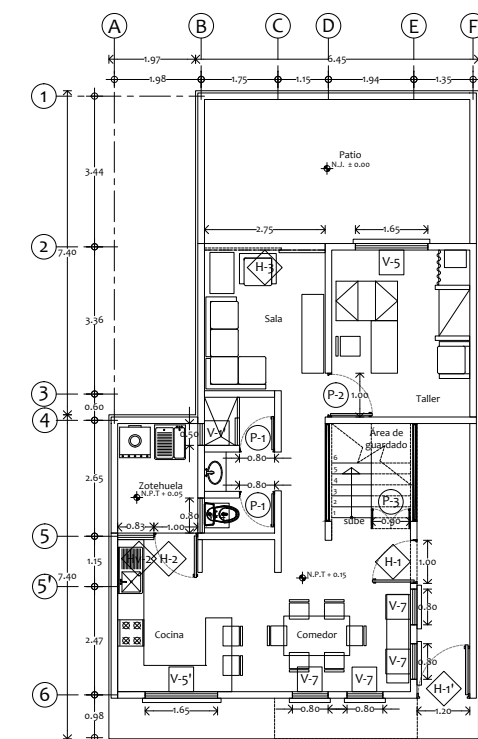 A B C D E F
1.97 6.45
1.98 1.75 1.15 1.94 1.35
1
3.44
Patio
N.J. ± 0.00
2.75 1.65
2
7.40
V-5
H-3
3.36
Sala
P-2
1.00
Taller
3
0.60
4
0.50
V-1'
P-1
0.80
Área de
guardado
6
5
4
3
2
1
2.65
Zotehuela
N.P.T + 0.05
0.80
P-1
0.80
P-3
0.90
sube
0.83 1.00
5
1.15
Hv-2
H-2
N.P.T + 0.15
H-1
1.00
5'
7.40
V-7
0.80
2.47
Cocina
Comedor
V-5'
V-7
V-7
V-7
0.80
H-1'
6
1.65
0.80 0.80
1.20
0.98